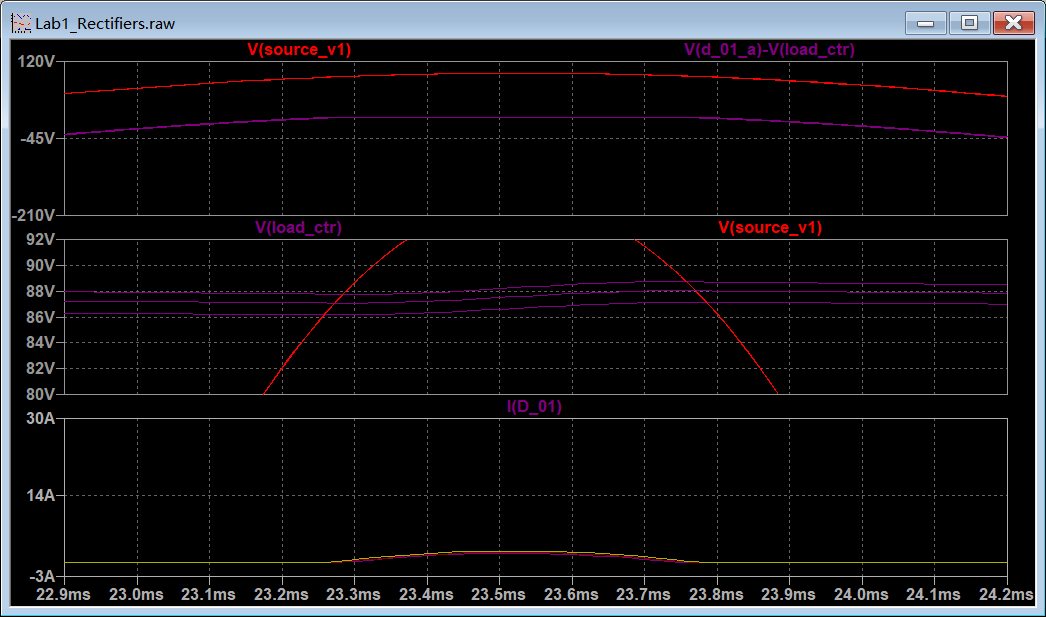 Lab1_Rectifiers.raw
V(source_v1) V(d_01_a)-V(load_ctr)
120V
-45V
-210V
V(load_ctr) V(source_v1)
92V
90V
88V
86V
84V
82V
80V
I(D_01)
30A
14A
-3A
22.9ms 23.0ms 23.1ms 23.2ms 23.3ms 23.4ms 23.5ms 23.6ms 23.7ms 23.8ms 23.9ms 24.0ms 24.1ms 24.2ms